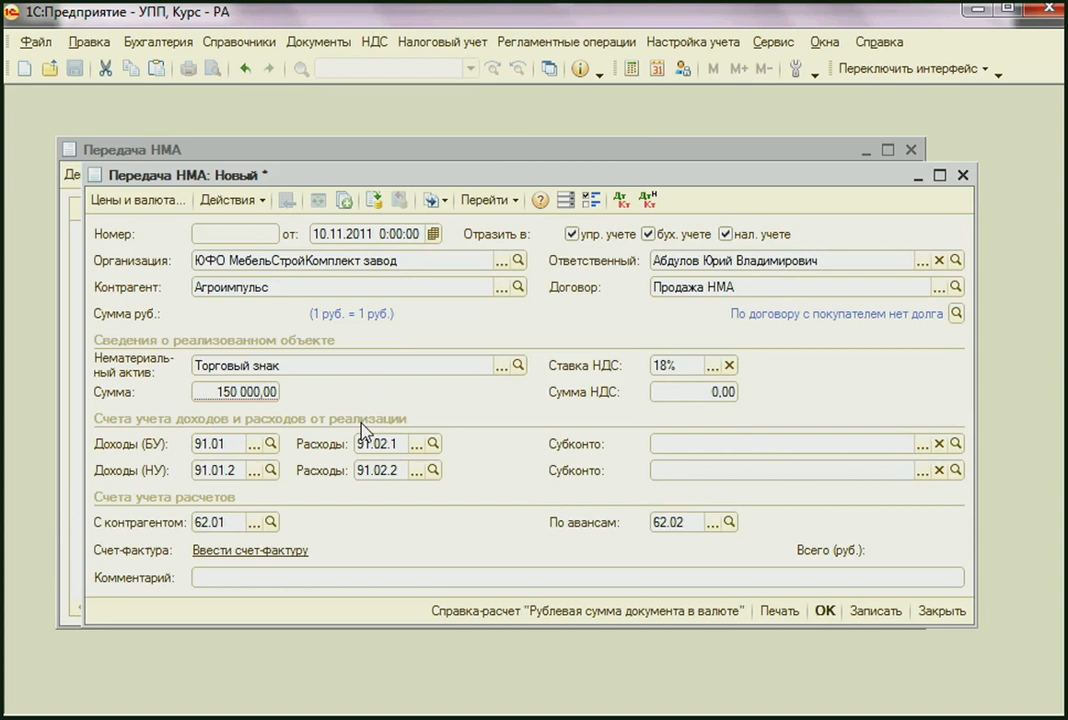 1С:Предприятие - УПП, Курс - РА
Файл Правка Бухгалтерия Справочники Документы НДС Налоговый учет Регламентные операции Настройка учета Сервис Окна Справка
M M+ M- Переключить интерфейс
Передача НМА
Де
Передача НМА: Новый *
Цены и валюта... Действия Перейти
Номер: от: 10.11.2011 0:00:00 Отразить в: упр. учете бух. учете нал. учете
Организация: ЮФО МебельСтройКомплект завод Ответственный: Абдулов Юрий Владимирович
Контрагент: Агроимпульс Договор: Продажа НМА
Сумма руб.: (1 руб. = 1 руб.) По договору с покупателем нет долга
Сведения о реализованном объекте
Нематериаль-
ный актив: Торговый знак Ставка НДС: 18%
Сумма: 150 000,00 Сумма НДС: 0,00
Счета учета доходов и расходов от реализации
Доходы (БУ): 91.01 Расходы: 91.02.1 Субконто:
Доходы (НУ): 91.01.2 Расходы: 91.02.2 Субконто:
Счета учета расчетов
С контрагентом: 62.01 По авансам: 62.02
Счет-фактура: Ввести счет-фактуру Всего (руб.):
Комментарий:
Справка-расчет "Рублевая сумма документа в валюте" Печать OK Записать Закрыть